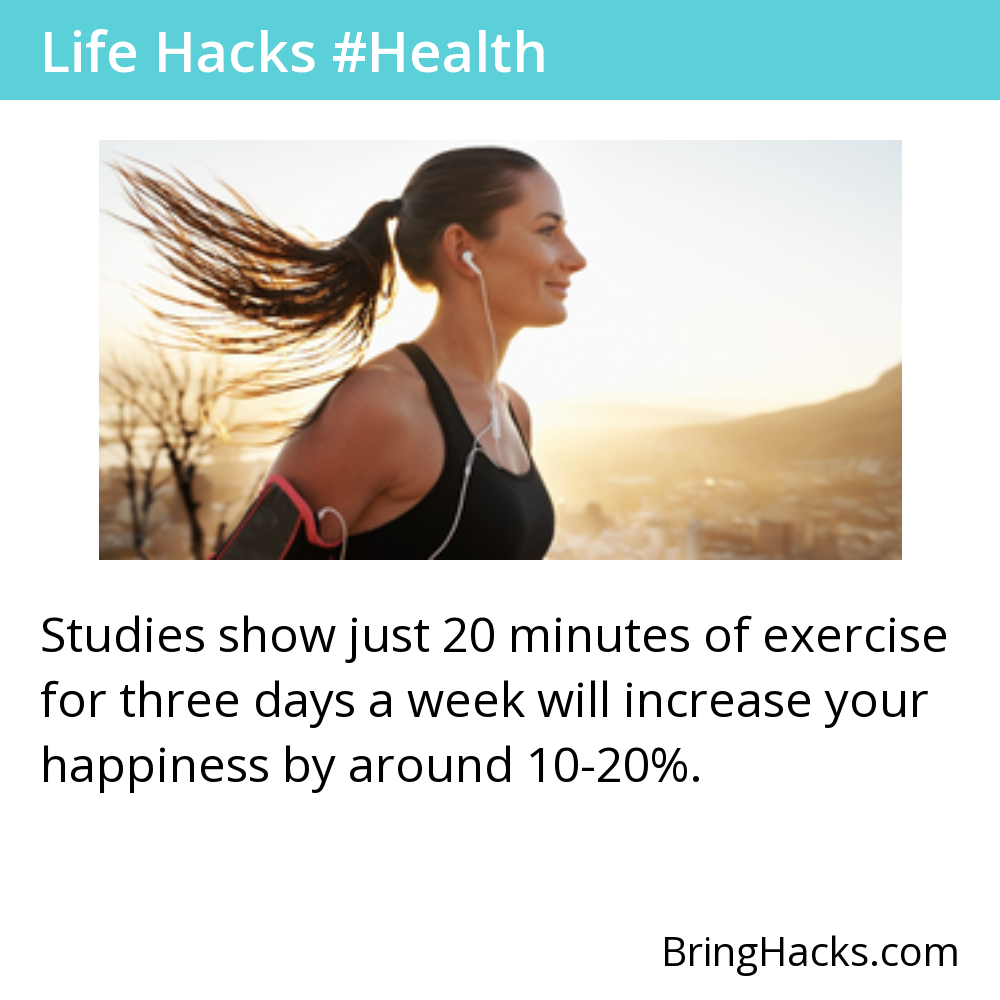 Life Hacks #Health
Studies show just 20 minutes of exercise
for three days a week will increase your
happiness by around 10-20%.
BringHacks.com